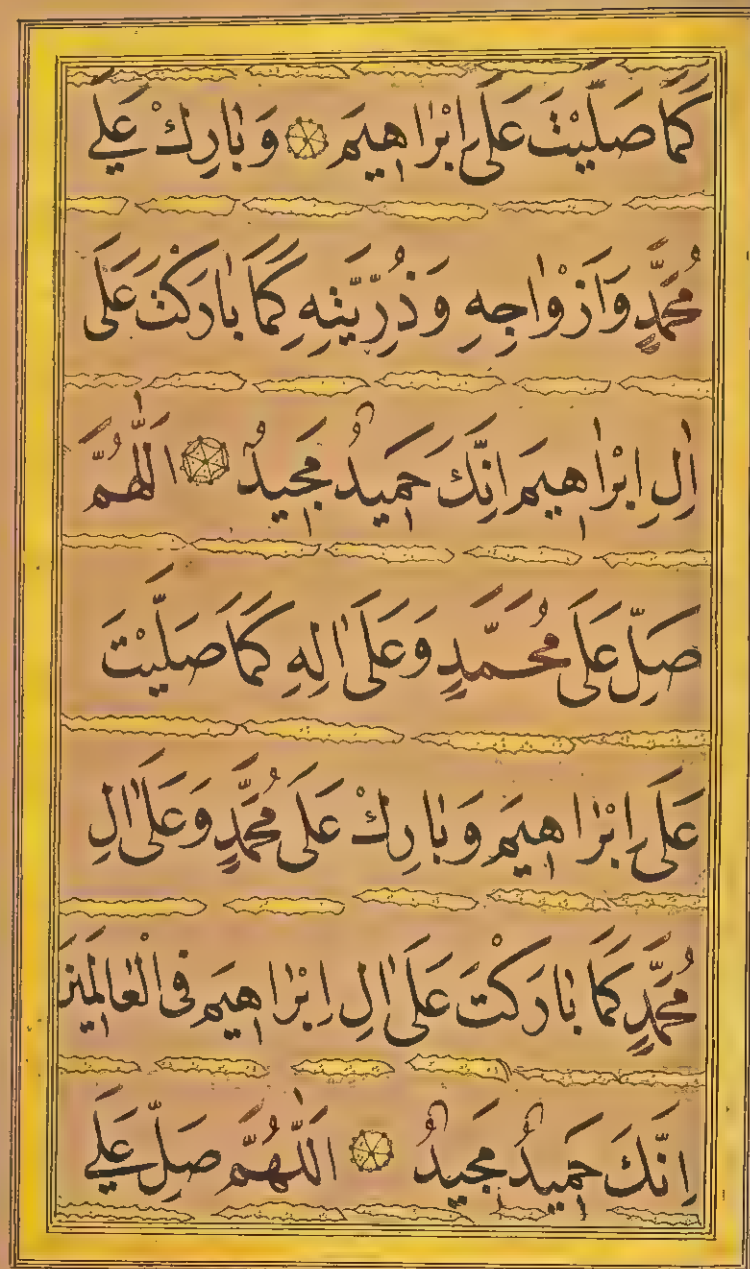 كَمَا صَلَّيْتَ عَلَى اِبْرٰاهِيمَ ۞ وَبٰارِكْ عَلٰي
مُحَمَّدٍ وَاَزْوٰاجِهِ وَذُرِّيَّتِهِ كَمَا بٰارَكْتَ عَلَى
اٰلِ اِبْرٰاهِيمَ اِنَّكَ حَمِيدٌ مَجِيدٌ ۞ اَللّٰهُمَّ
صَلِّ عَلَى مُحَمَّدٍ وَعَلَى اٰلِهِ كَمَا صَلَّيْتَ
عَلَى اِبْرٰاهِيمَ وَبٰارِكْ عَلَى مُحَمَّدٍ وَعَلَى اٰلِ
مُحَمَّدٍ كَمَا بٰارَكْتَ عَلَى اٰلِ اِبْرٰاهِيمَ فِى الْعٰالَمِينَ
اِنَّكَ حَمِيدٌ مَجِيدٌ ۞ اَللّٰهُمَّ صَلِّ عَلٰي